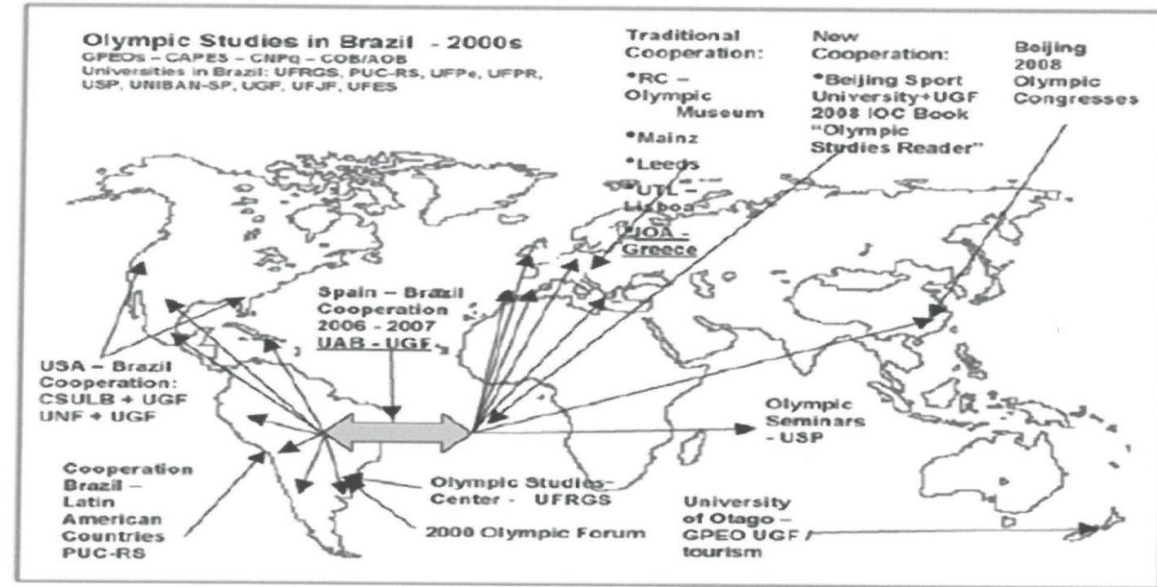 Olympic Studies in Brazil - 2000s
GPEOs - CAPES - CNPq - COB/AOB
Universities in Brazil: UFRGS, PUC-RS, UFPe, UFPR,
USP, UNIBAN-SP, UGF, UFJF, UFES
Traditional
Cooperation:
•RC –
Olympic
Museum
•Mainz
•Leeds
•UTL –
Lisboa
•IOA -
Greece
New
Cooperation:
•Beijing Sport
University+UGF
2008 IOC Book
"Olympic
Studies Reader"
Beijing
2008
Olympic
Congresses
Spain – Brazil
Cooperation
2006 - 2007
UAB - UGF
USA – Brazil
Cooperation:
CSULB + UGF
UNF + UGF
Cooperation
Brazil –
Latin
American
Countries
PUC-RS
Olympic Studies-
Center - UFRGS
2000 Olympic Forum
Olympic
Seminars
- USP
University
of Otago –
GPEO UGF /
tourism